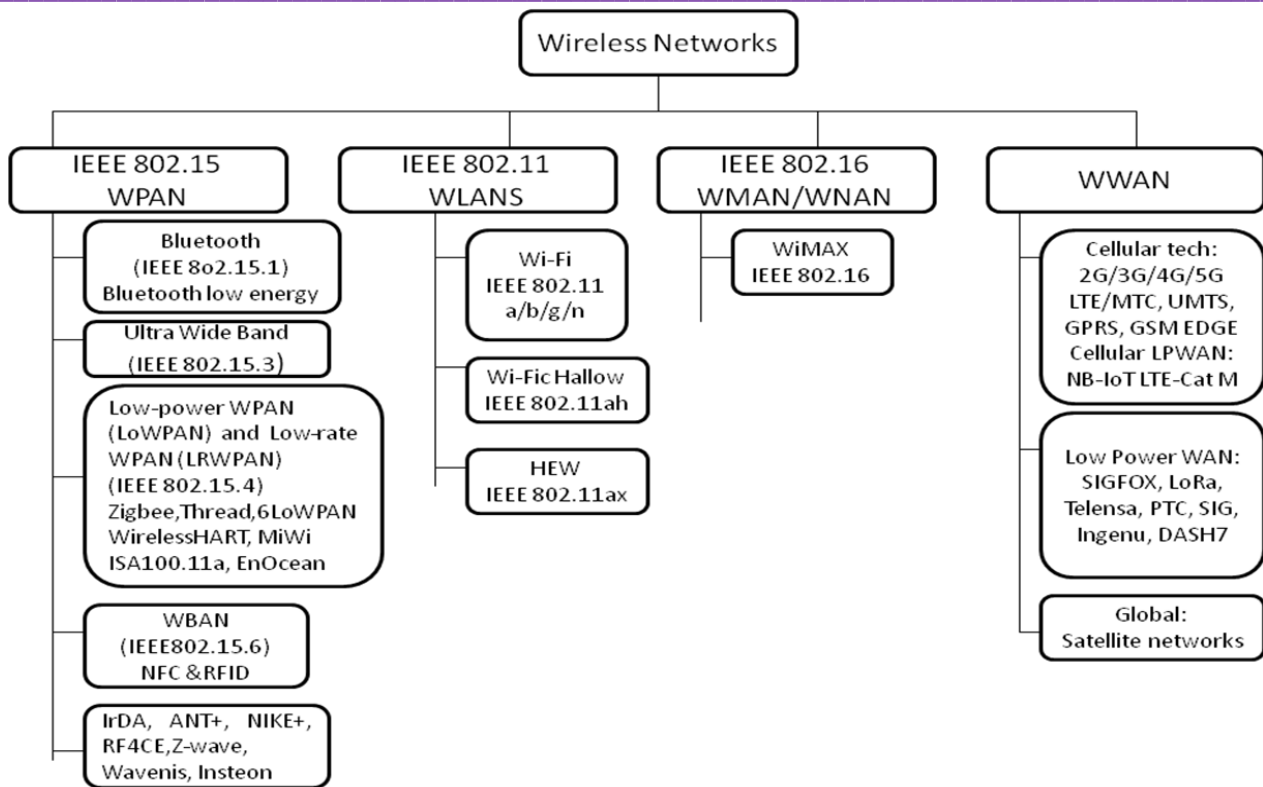 Wireless Networks
IEEE 802.15
WPAN
IEEE 802.11
WLANS
IEEE 802.16
WMAN/WNAN
WWAN
Bluetooth
(IEEE 8o2.15.1)
Bluetooth low energy
Ultra Wide Band
(IEEE 802.15.3)
Low-power WPAN
(LoWPAN) and Low-rate
WPAN (LRWPAN)
(IEEE 802.15.4)
Zigbee,Thread,6LoWPAN
WirelessHART, MiWi
ISA100.11a, EnOcean
WBAN
(IEEE802.15.6)
NFC &RFID
IrDA, ANT+, NIKE+,
RF4CE,Z-wave,
Wavenis, Insteon
Wi-Fi
IEEE 802.11
a/b/g/n
Wi-Fic Hallow
IEEE 802.11ah
HEW
IEEE 802.11ax
WiMAX
IEEE 802.16
Cellular tech:
2G/3G/4G/5G
LTE/MTC, UMTS,
GPRS, GSM EDGE
Cellular LPWAN:
NB-IoT LTE-Cat M
Low Power WAN:
SIGFOX, LoRa,
Telensa, PTC, SIG,
Ingenu, DASH7
Global:
Satellite networks